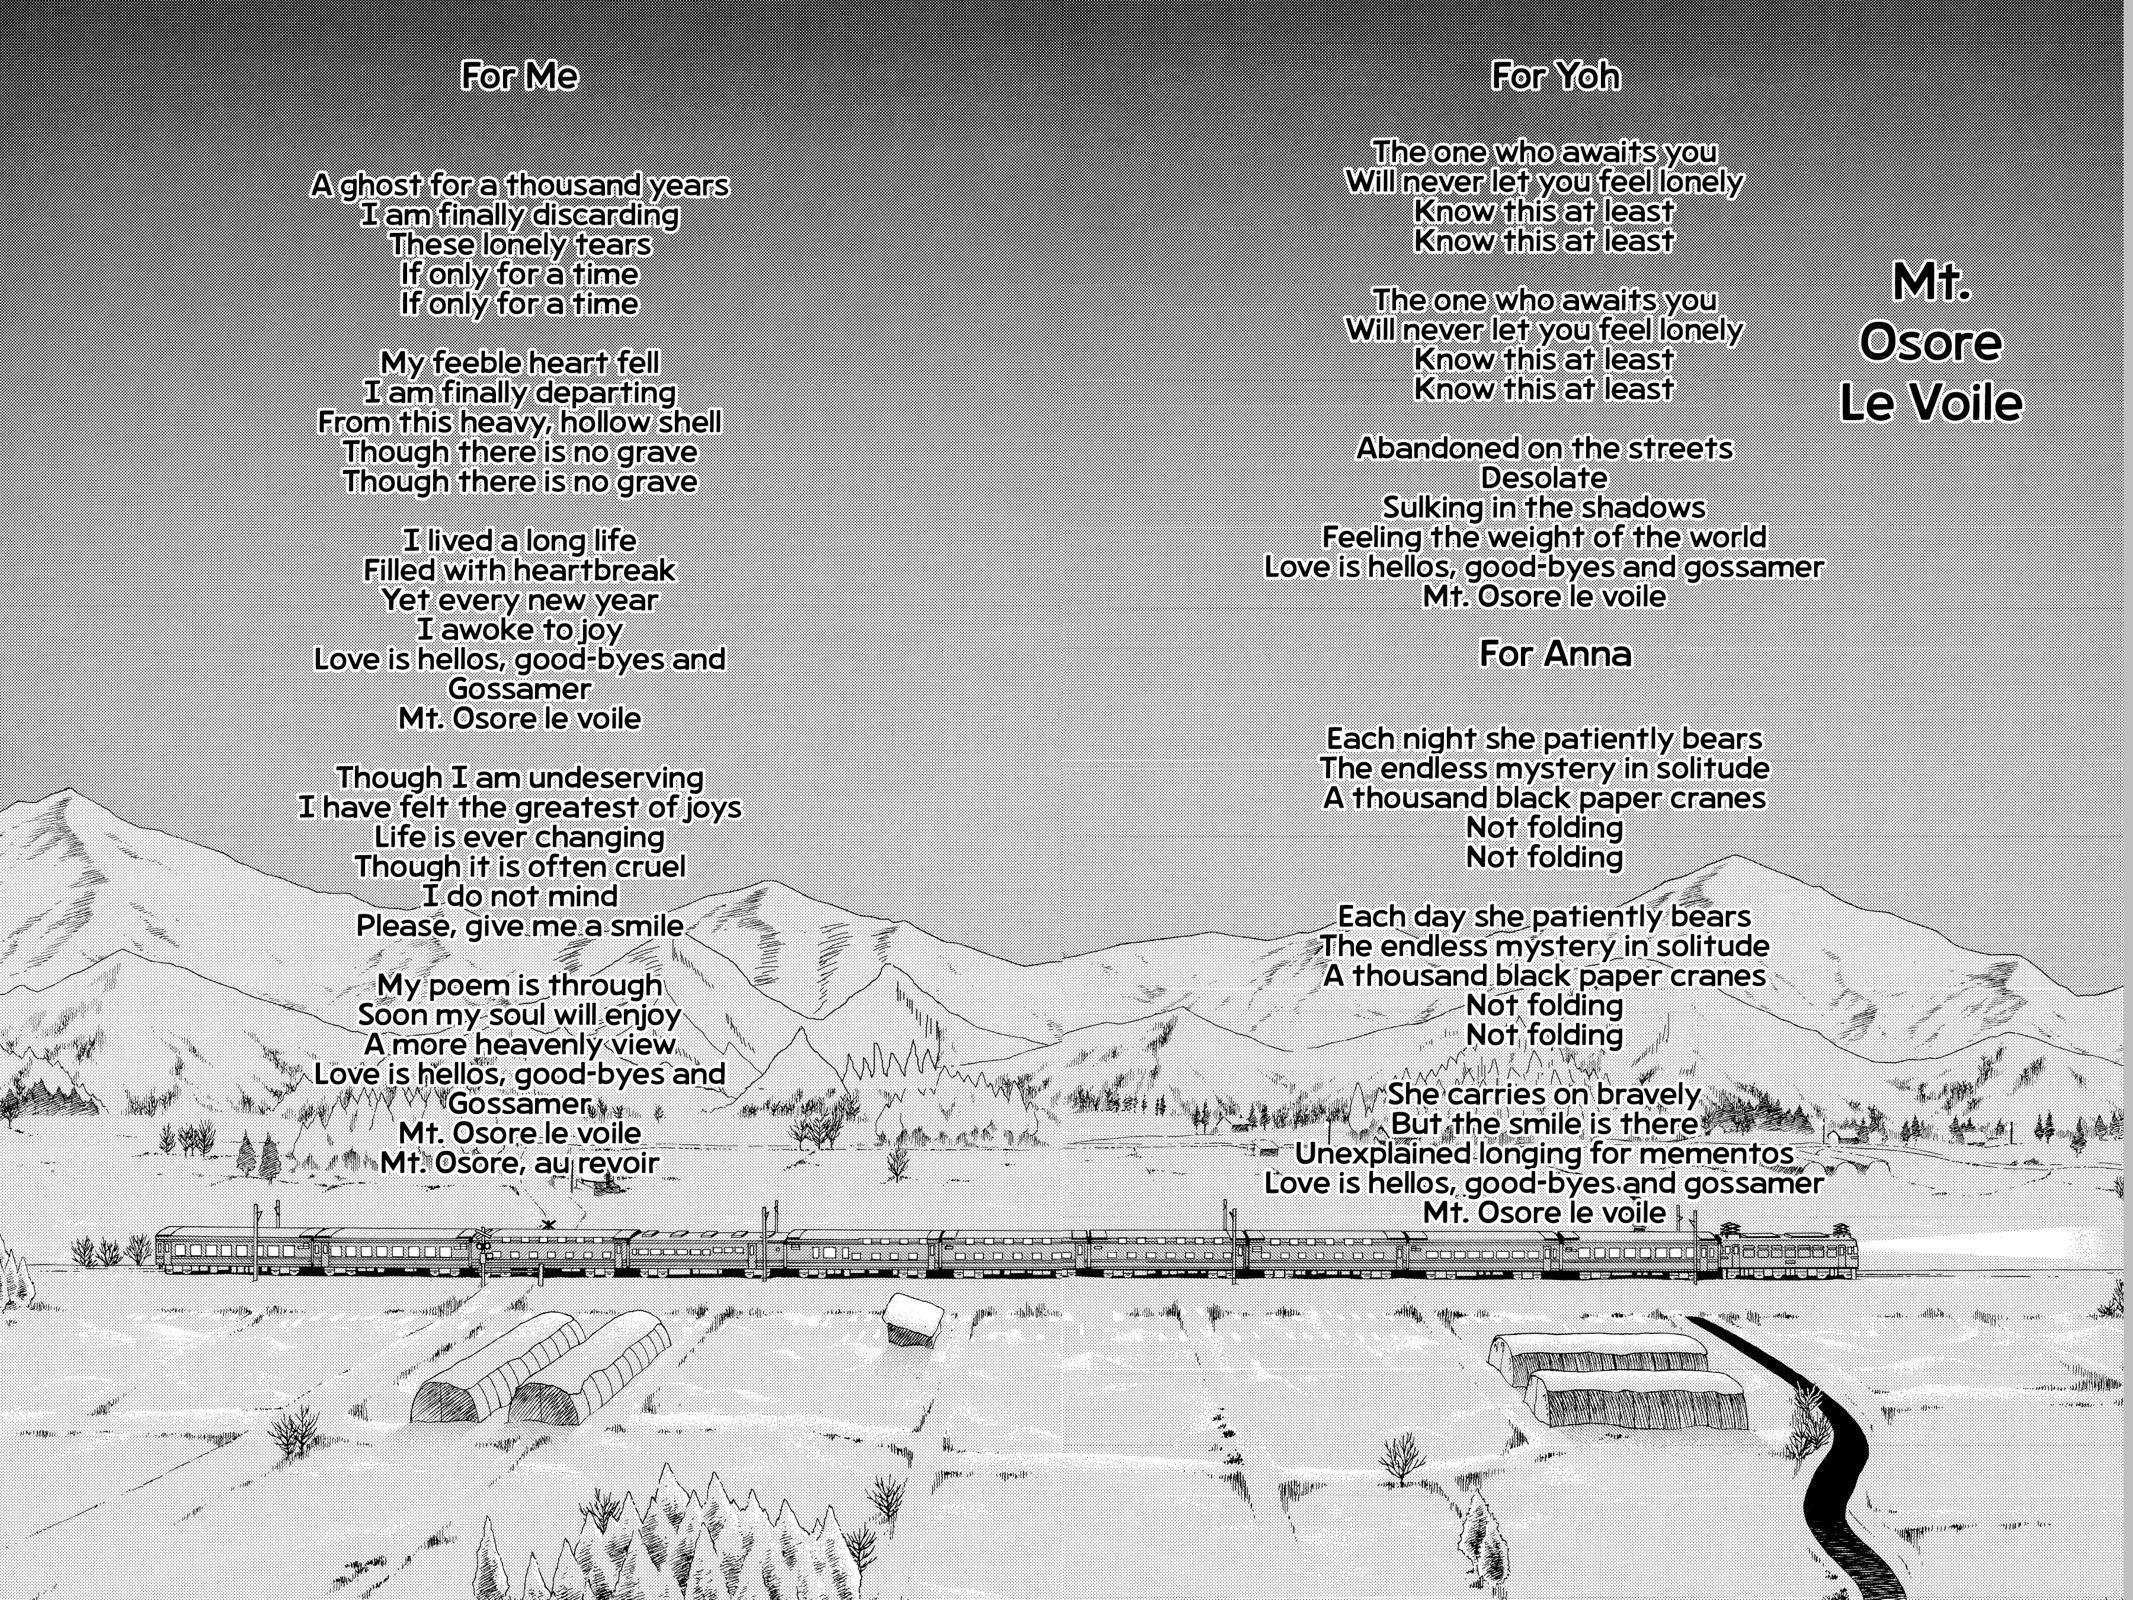 Mt.
Osore
Le Voile
For Yoh
The one who awaits you
Will never let you feel lonely
Know this at least
Know this at least
The one who awaits you
Will never let you feel lonely
Know this at least
Know this at least
Abandoned on the streets
Desolate
Sulking in the shadows
Feeling the weight of the world
Love is hellos, good-byes and gossamer
Mt. Osore le voile
For Anna
Each night she patiently bears
The endless mystery in solitude
A thousand black paper cranes
Not folding
Not folding
Each day she patiently bears
The endless mystery in solitude
A thousand black paper cranes
Not folding
Not folding
She carries on bravely
But the smile is there
Unexplained longing for mementos
Love is hellos, good-byes and gossamer
Mt. Osore le voile
For Me
A ghost for a thousand years
I am finally discarding
These lonely tears
If only for a time
If only for a time
My feeble heart fell
I am finally departing
From this heavy, hollow shell
Though there is no grave
Though there is no grave
I lived a long life
Filled with heartbreak
Yet every new year
I awoke to joy
Love is hellos, good-byes and
Gossamer
Mt. Osore le voile
Though I am undeserving
I have felt the greatest of joys
Life is ever changing
Though it is often cruel
I do not mind
Please, give me a smile
My poem is through
Soon my soul will enjoy
A more heavenly view
Love is hellos, good-byes and
Gossamer
Mt. Osore le voile
Mt. Osore, au revoir